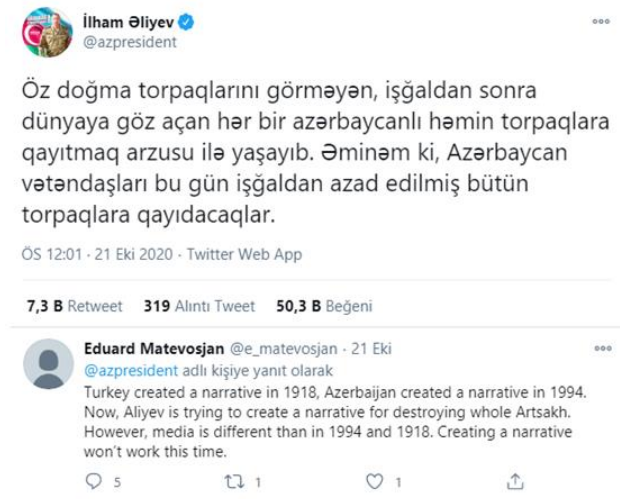 İlham Əliyev
@azpresident
Öz doğma torpaqlarını görməyən, işğaldan sonra
dünyaya göz açan hər bir azərbaycanlı həmin torpaqlara
qayıtmaq arzusu ilə yaşayıb. Əminəm ki, Azərbaycan
vətəndaşları bu gün işğaldan azad edilmiş bütün
torpaqlara qayıdacaqlar.
ÖS 12:01 · 21 Eki 2020 · Twitter Web App
7,3 B Retweet 319 Alıntı Tweet 50,3 B Beğeni
Eduard Matevosjan @e_matevosjan · 21 Eki
@azpresident adlı kişiye yanıt olarak
Turkey created a narrative in 1918, Azerbaijan created a narrative in 1994.
Now, Aliyev is trying to create a narrative for destroying whole Artsakh.
However, media is different than in 1994 and 1918. Creating a narrative
won't work this time.
5 1 1